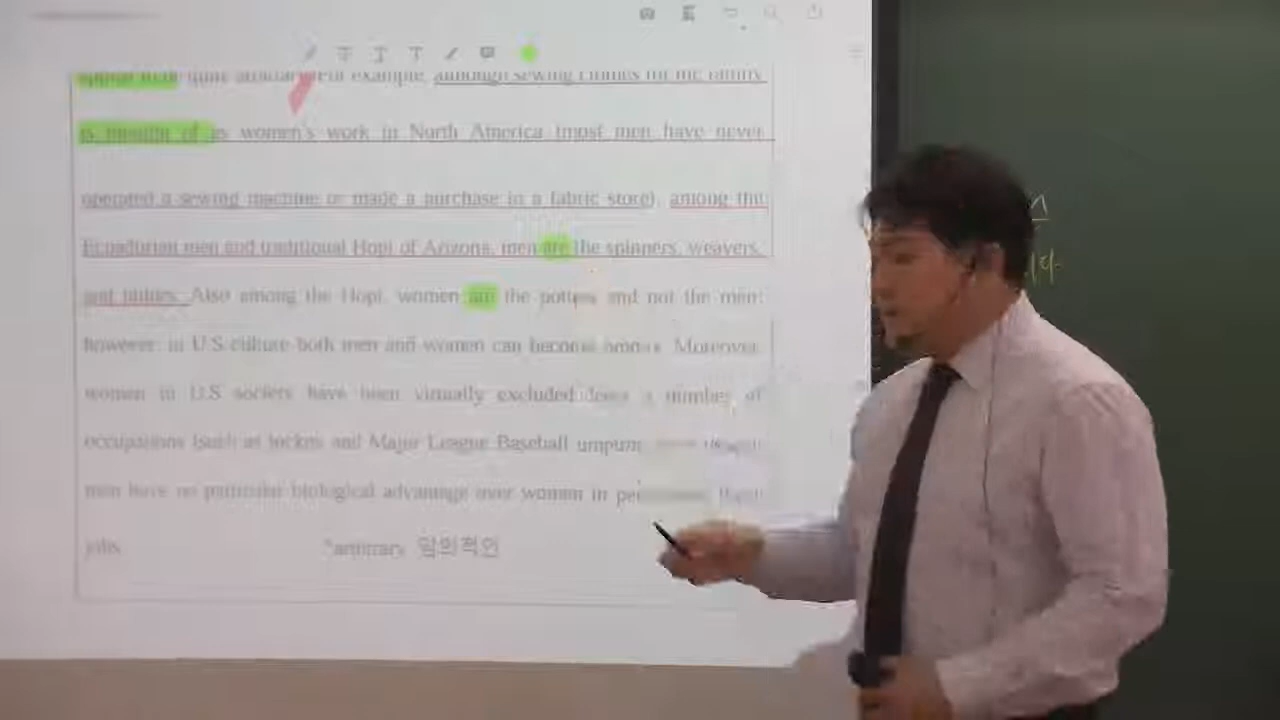 quite arbitrary. For example, although sewing clothes for the family
is thought of as women's work in North America (most men have never
operated a sewing machine or made a purchase in a fabric store), among the
Ecuadorian men and traditional Hopi of Arizona, men are the spinners, weavers,
and tailors. Also among the Hopi, women are the potters and not the men;
however, in U.S culture both men and women can become Moreover,
women in U.S society have been virtually excluded a number of
occupations (such as jockey and Major League Baseball
men have no particular biological advantage over women in
jobs. *arbitrary 임의적인